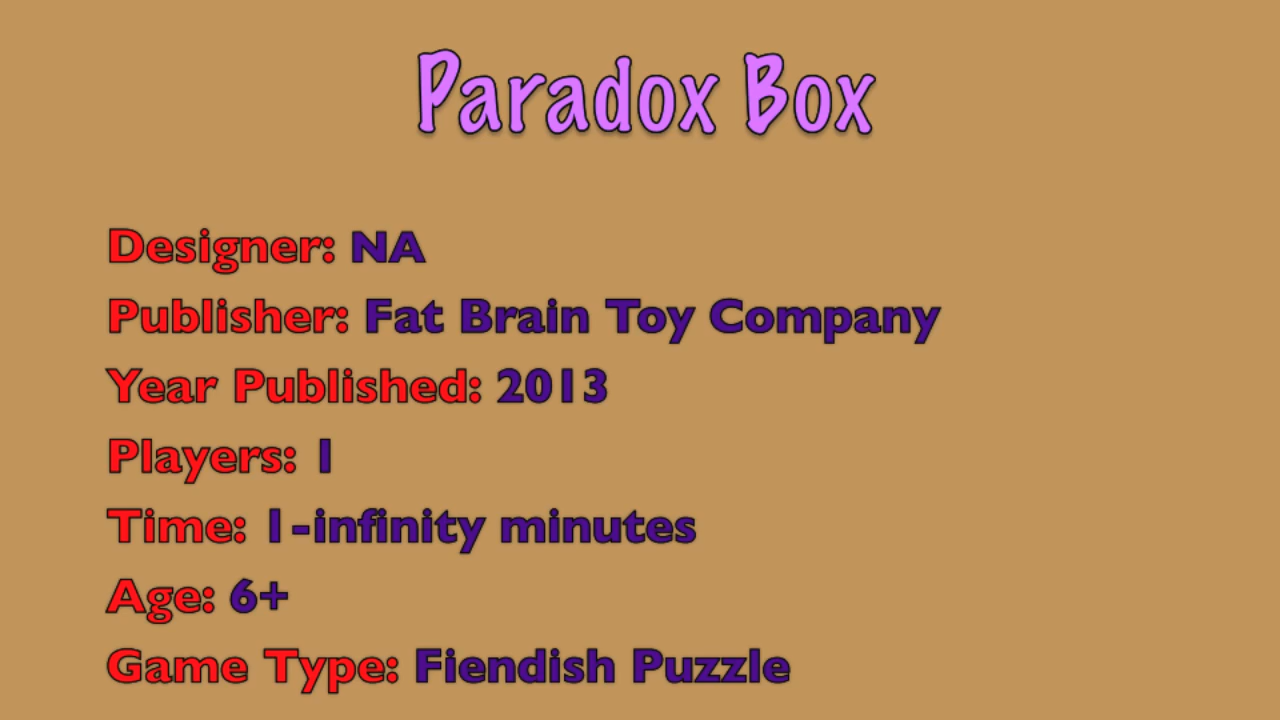 Paradox Box
Designer: NA
Publisher: Fat Brain Toy Company
Year Published: 2013
Players: 1
Time: 1-infinity minutes
Age: 6+
Game Type: Fiendish Puzzle